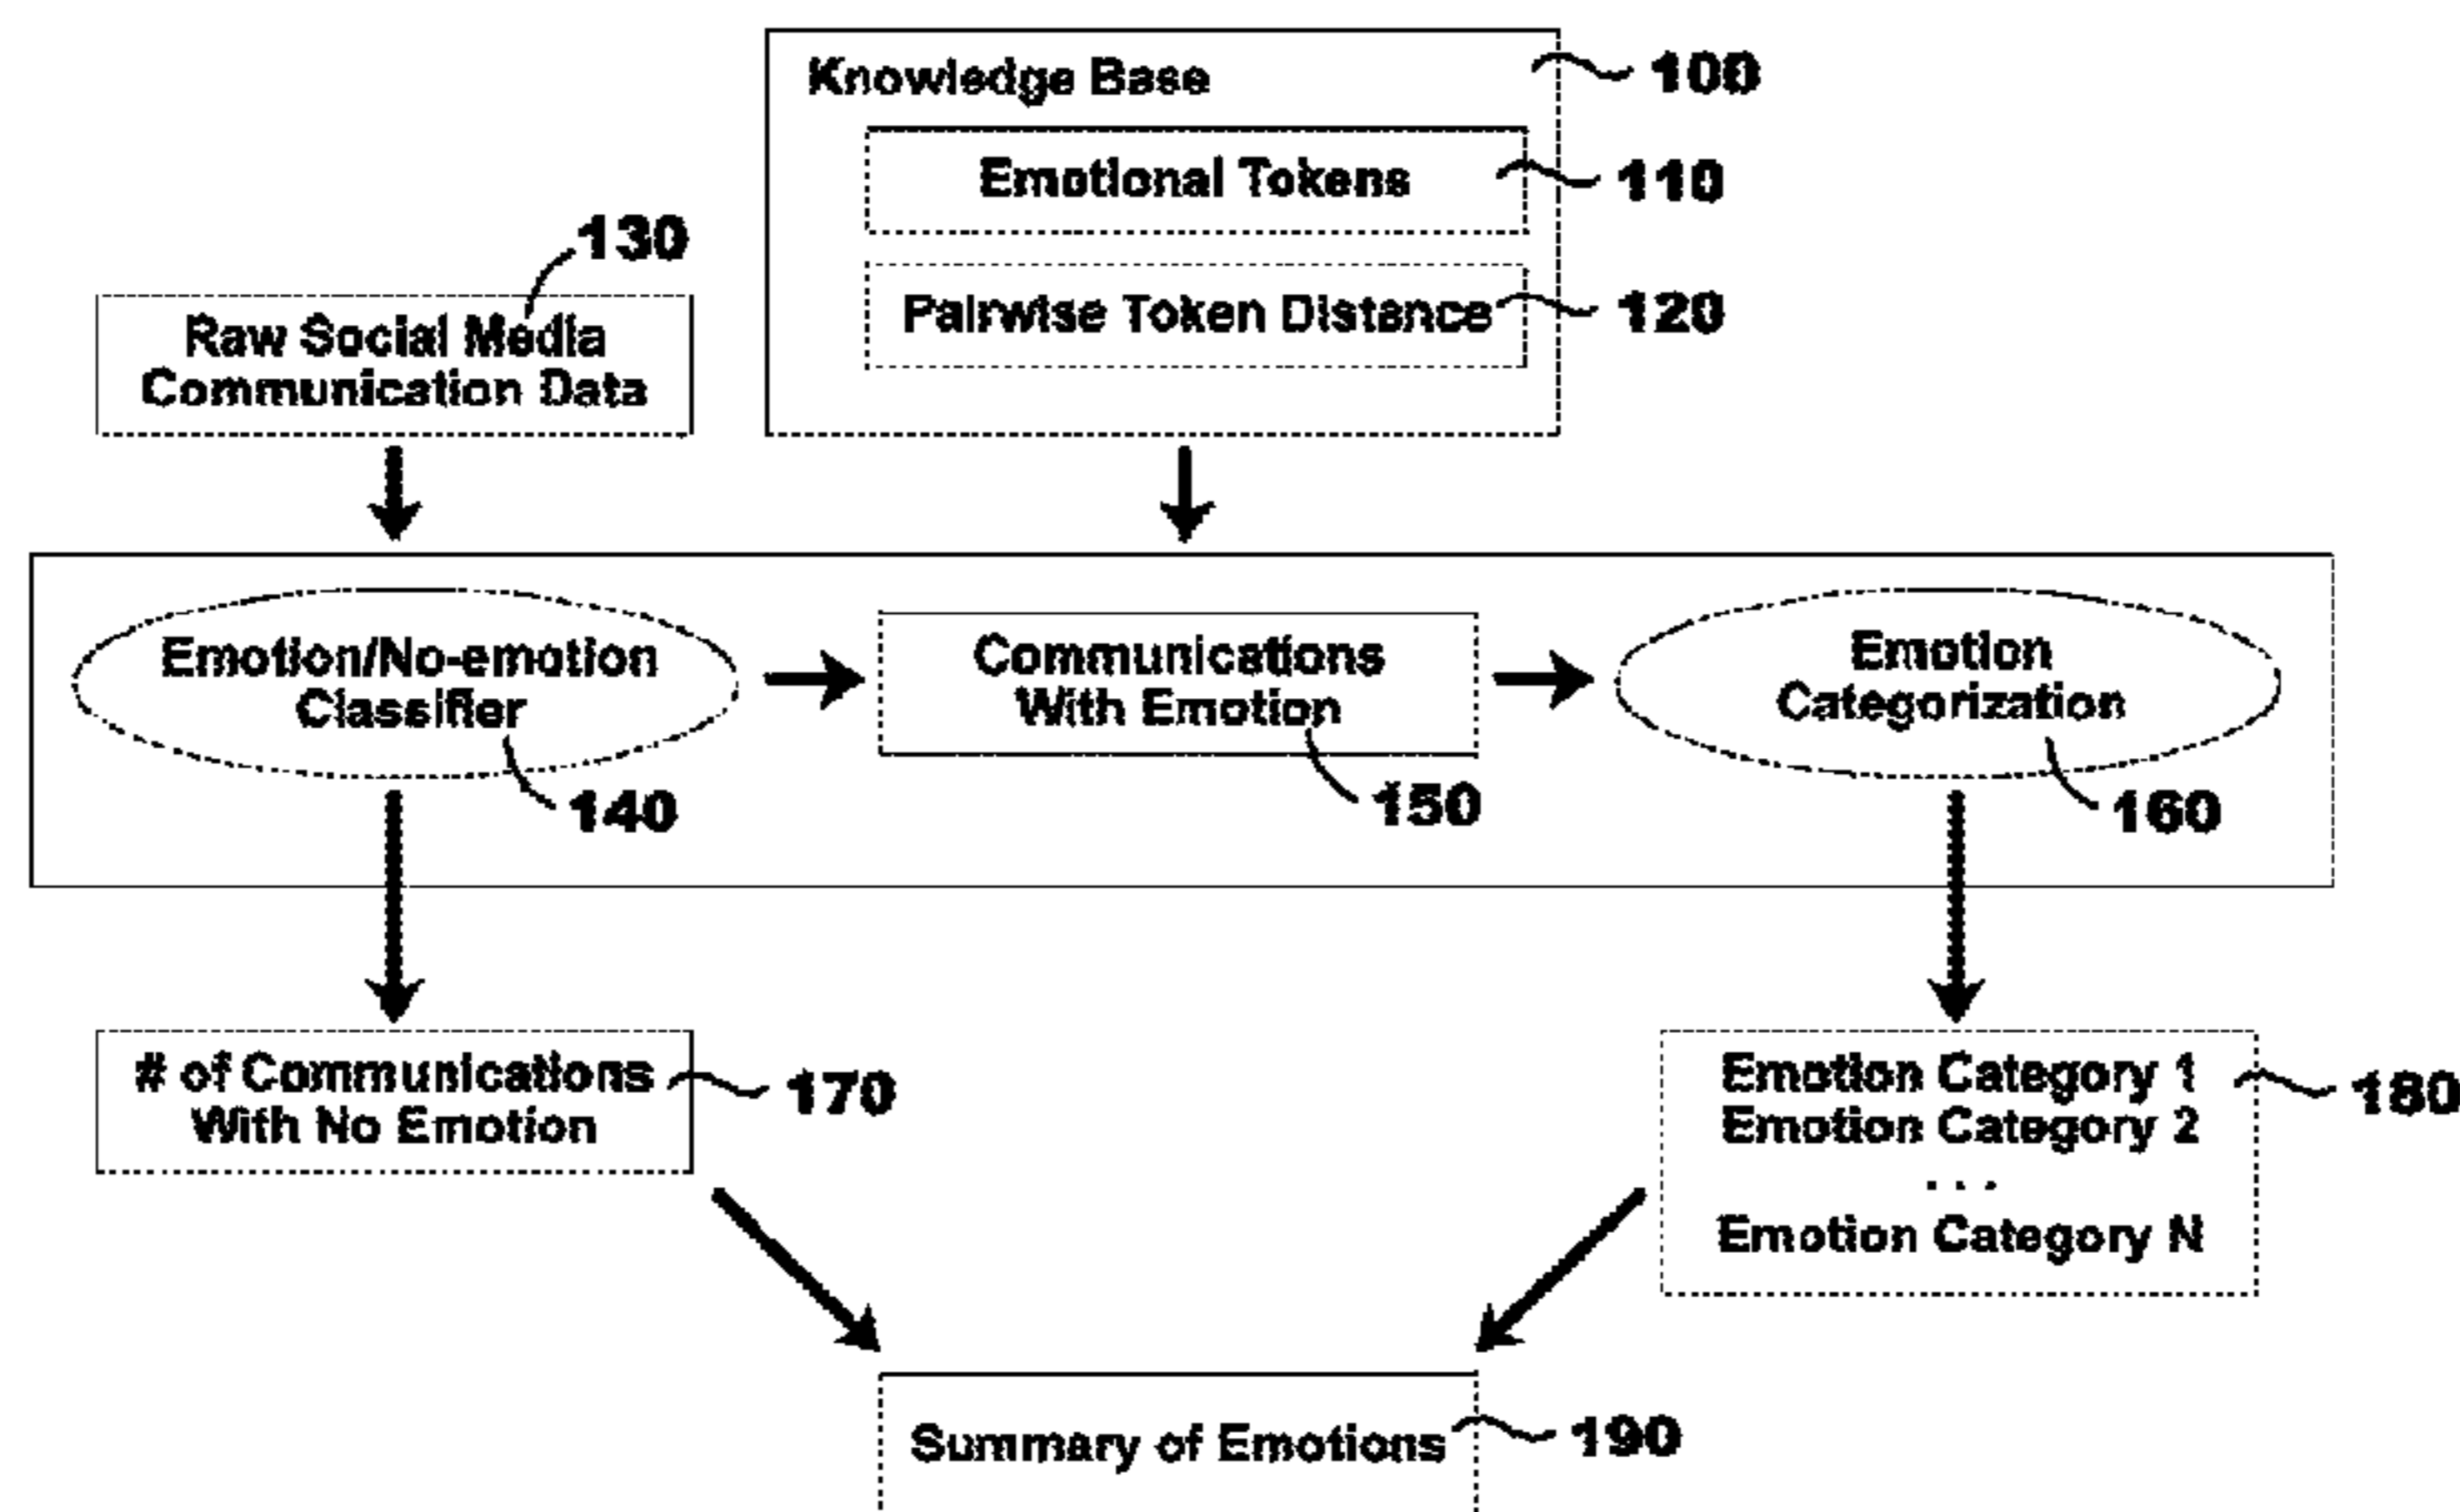 Knowledge Base
100
Emotional Tokens
110
Pairwise Token Distance
120
130
Raw Social Media
Communication Data
Emotion/No-emotion
Classifier
140
Communications
With Emotion
150
Emotion
Categorization
160
# of Communications
With No Emotion
170
Emotion Category 1
Emotion Category 2
. . .
Emotion Category N
180
Summary of Emotions
190